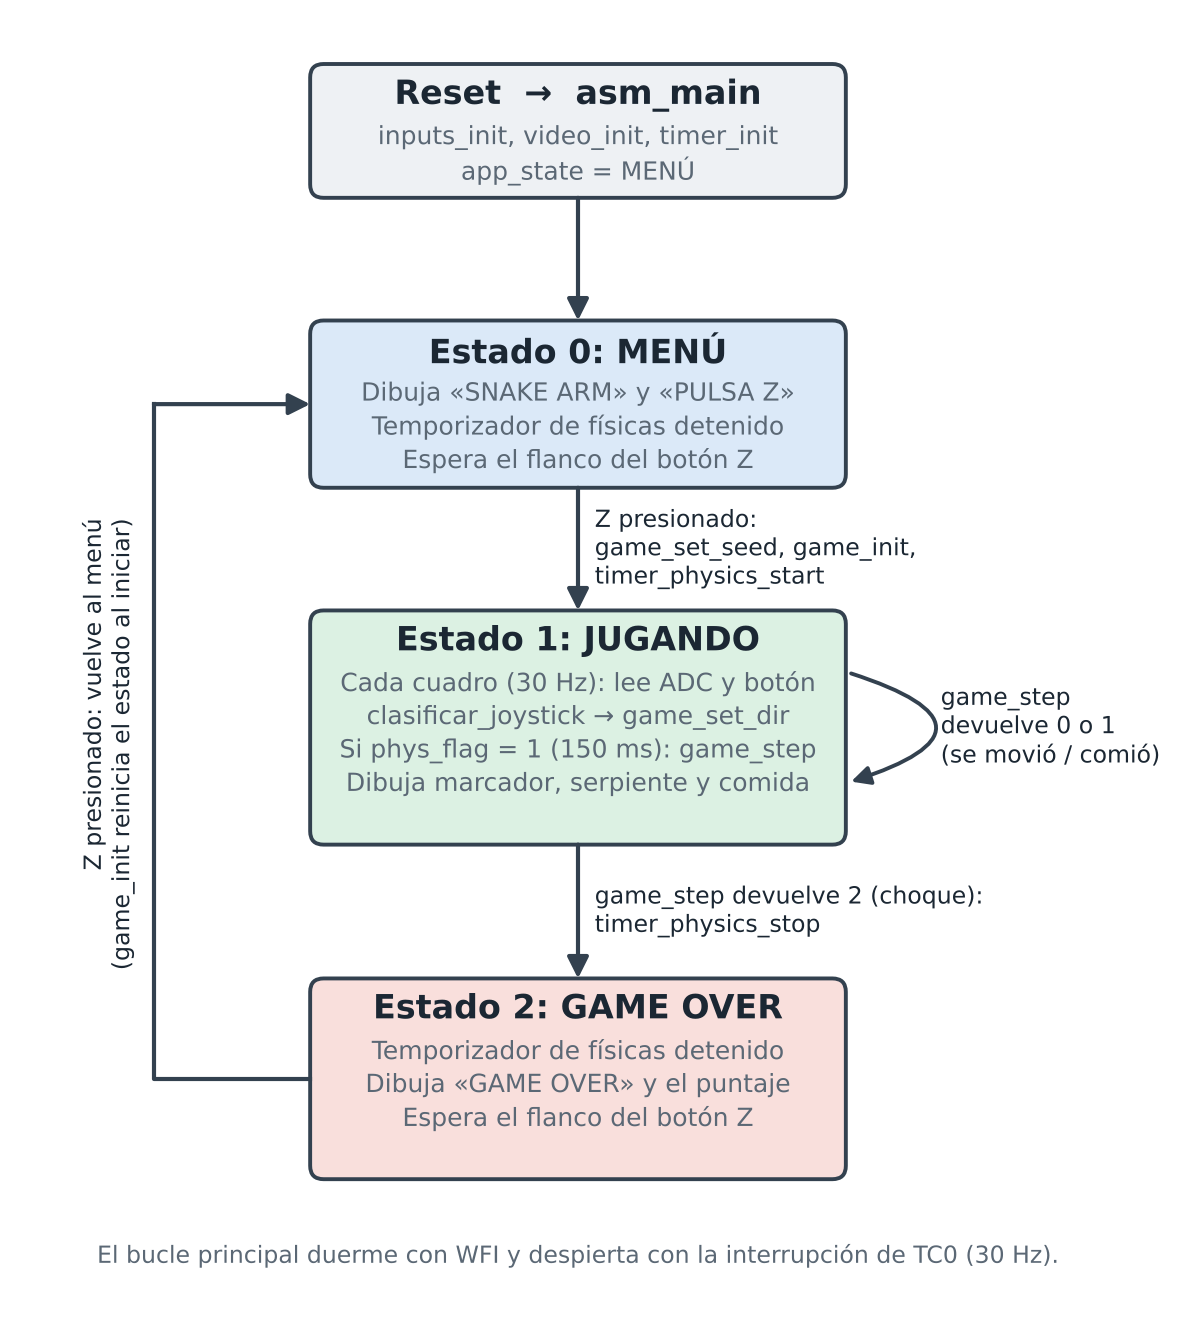 Reset → asm_main
inputs_init, video_init, timer_init
app_state = MENÚ
Estado 0: MENÚ
Dibuja «SNAKE ARM» y «PULSA Z»
Temporizador de físicas detenido
Espera el flanco del botón Z
Z presionado:
game_set_seed, game_init,
timer_physics_start
Estado 1: JUGANDO
Cada cuadro (30 Hz): lee ADC y botón
clasificar_joystick → game_set_dir
Si phys_flag = 1 (150 ms): game_step
Dibuja marcador, serpiente y comida
game_step
devuelve 0 o 1
(se movió / comió)
game_step devuelve 2 (choque):
timer_physics_stop
Estado 2: GAME OVER
Temporizador de físicas detenido
Dibuja «GAME OVER» y el puntaje
Espera el flanco del botón Z
Z presionado: vuelve al menú
(game_init reinicia el estado al iniciar)
El bucle principal duerme con WFI y despierta con la interrupción de TC0 (30 Hz).